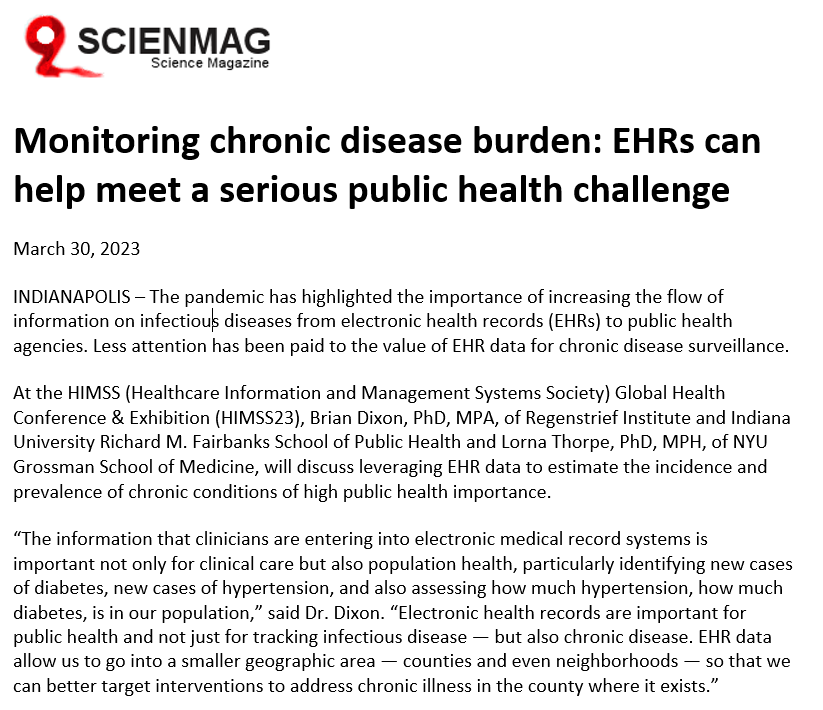 SCIENMAG
Science Magazine
Monitoring chronic disease burden: EHRs can
help meet a serious public health challenge
March 30, 2023
INDIANAPOLIS – The pandemic has highlighted the importance of increasing the flow of
information on infectious diseases from electronic health records (EHRs) to public health
agencies. Less attention has been paid to the value of EHR data for chronic disease surveillance.
At the HIMSS (Healthcare Information and Management Systems Society) Global Health
Conference & Exhibition (HIMSS23), Brian Dixon, PhD, MPA, of Regenstrief Institute and Indiana
University Richard M. Fairbanks School of Public Health and Lorna Thorpe, PhD, MPH, of NYU
Grossman School of Medicine, will discuss leveraging EHR data to estimate the incidence and
prevalence of chronic conditions of high public health importance.
“The information that clinicians are entering into electronic medical record systems is
important not only for clinical care but also population health, particularly identifying new cases
of diabetes, new cases of hypertension, and also assessing how much hypertension, how much
diabetes, is in our population,” said Dr. Dixon. “Electronic health records are important for
public health and not just for tracking infectious disease — but also chronic disease. EHR data
allow us to go into a smaller geographic area — counties and even neighborhoods — so that we
can better target interventions to address chronic illness in the county where it exists.”